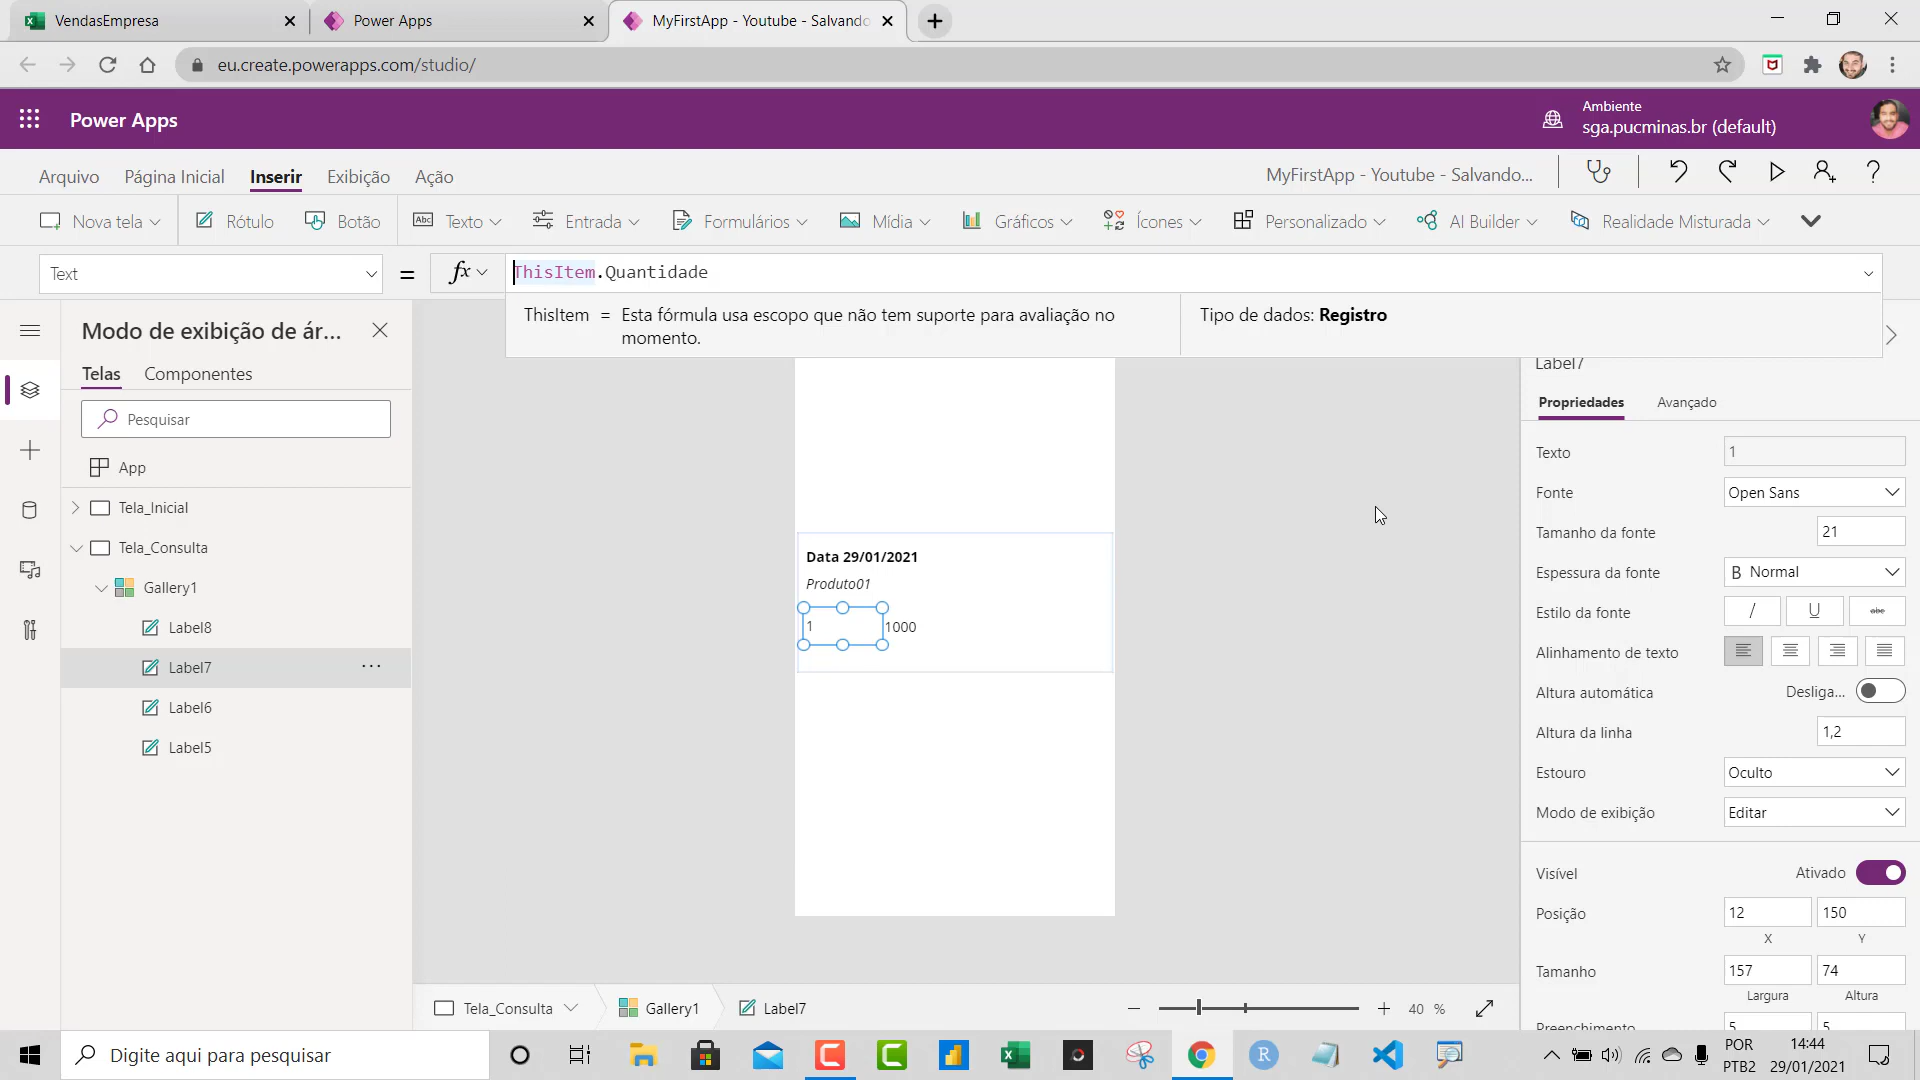 VendasEmpresa
Power Apps
MyFirstApp - Youtube - Salvando
eu.create.powerapps.com/studio/
Power Apps
Ambiente
sga.pucminas.br (default)
Arquivo
Página Inicial
Inserir
Exibição
Ação
MyFirstApp - Youtube - Salvando...
Nova tela
Rótulo
Botão
Abc
Texto
Entrada
Formulários
Mídia
Gráficos
Ícones
Personalizado
AI Builder
Realidade Misturada
Text
=
fx
ThisItem.Quantidade
ThisItem = Esta fórmula usa escopo que não tem suporte para avaliação no
momento.
Tipo de dados: Registro
Modo de exibição de ár...
Telas
Componentes
Pesquisar
App
Tela_Inicial
Tela_Consulta
Gallery1
Label8
Label7
...
Label6
Label5
Data 29/01/2021
Produto01
1
1000
Label7
Propriedades
Avançado
Texto
1
Fonte
Open Sans
Tamanho da fonte
21
Espessura da fonte
B Normal
Estilo da fonte
/
U
abc
Alinhamento de texto
Altura automática
Desliga...
Altura da linha
1,2
Estouro
Oculto
Modo de exibição
Editar
Visível
Ativado
Posição
12
150
X
Y
Tamanho
157
74
Largura
Altura
Preenchimento
5
5
Tela_Consulta
Gallery1
Label7
40 %
Digite aqui para pesquisar
POR
PTB2
14:44
29/01/2021